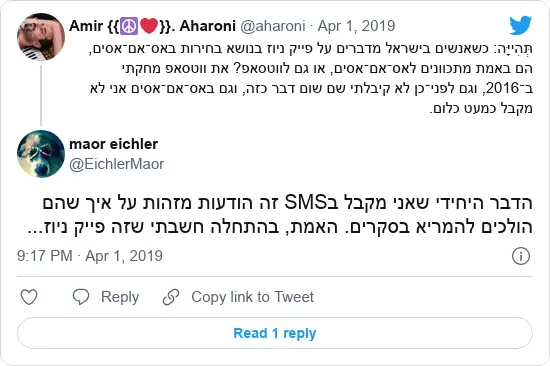 Amir {{☮️❤️}}. Aharoni @aharoni · Apr 1, 2019
תְּהִייָּה: כשאנשים בישראל מדברים על פייק ניוז בנושא בחירות באס־אם־אסים,
הם באמת מתכוונים לאס־אם־אסים, או גם לווטסאפ? את ווטסאפ מחקתי
ב־2016, וגם לפני־כן לא קיבלתי שם שום דבר כזה, וגם באס־אם־אסים אני לא
מקבל כמעט כלום.
maor eichler
@EichlerMaor
הדבר היחידי שאני מקבל בSMS זה הודעות מזהות על איך שהם
הולכים להמריא בסקרים. האמת, בהתחלה חשבתי שזה פייק ניוז...
9:17 PM · Apr 1, 2019
Reply
Copy link to Tweet
Read 1 reply